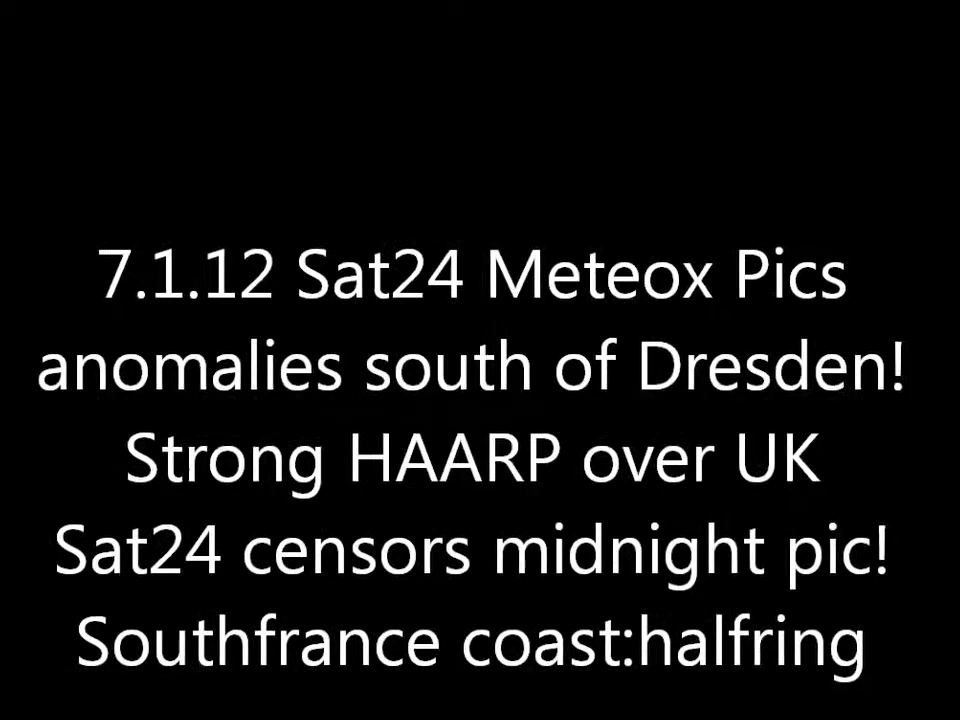 7.1.12 Sat24 Meteox Pics
anomalies south of Dresden!
Strong HAARP over UK
Sat24 censors midnight pic!
Southfrance coast:halfring